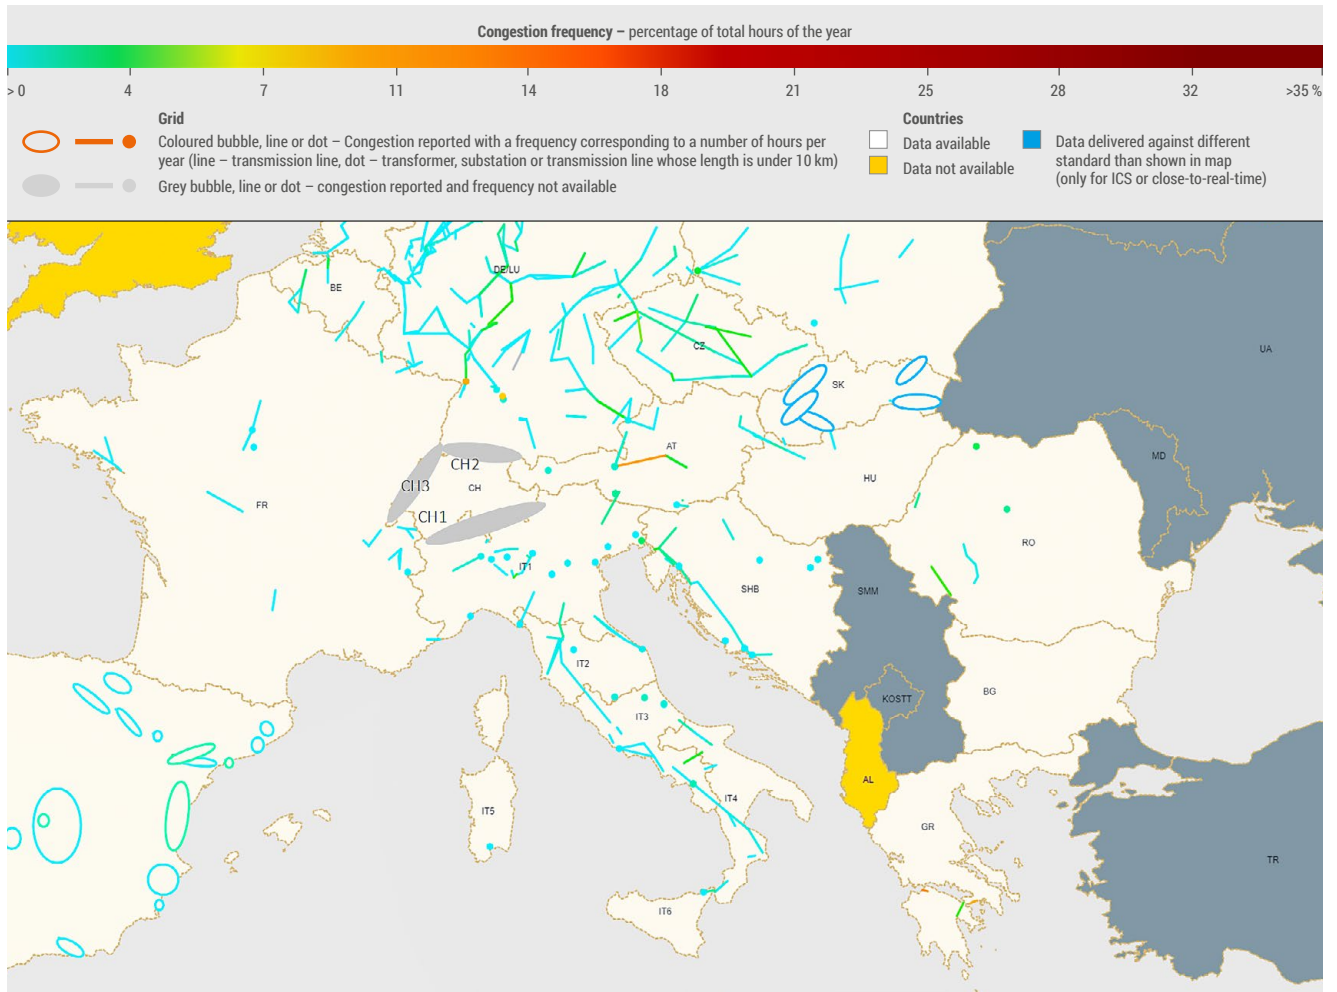 Congestion frequency – percentage of total hours of the year
> 0 4 7 11 14 18 21 25 28 32 >35 %
Grid
Coloured bubble, line or dot – Congestion reported with a frequency corresponding to a number of hours per
year (line – transmission line, dot – transformer, substation or transmission line whose length is under 10 km)
Grey bubble, line or dot – congestion reported and frequency not available
Countries
Data available
Data not available
Data delivered against different
standard than shown in map
(only for ICS or close-to-real-time)
DE/LU
BE
CZ
UA
SK
AT
MD
CH2
CH3
CH
HU
FR
CH1
RO
IT1
SHB
SMM
IT2
KOSTT
BG
IT3
AL
IT4
IT5
GR
TR
IT6